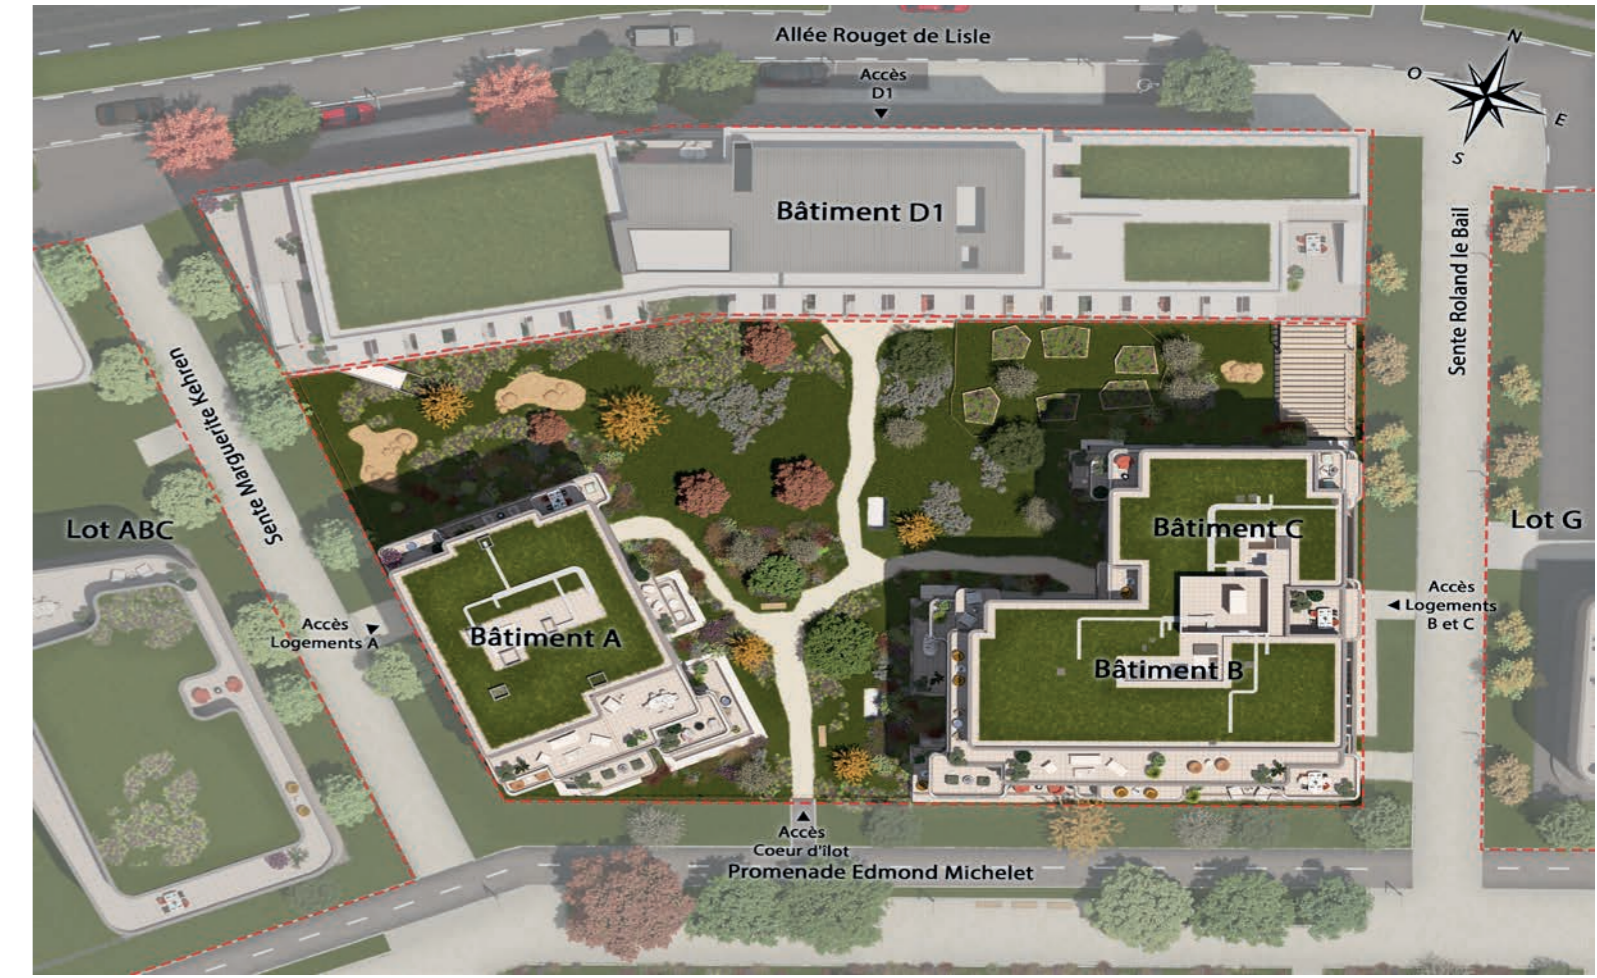 Allée Rouget de Lisle
N
O
E
S
Accès
D1
Bâtiment D1
Sente Roland le Bail
Sente Marguerite Kehren
Lot ABC
Lot G
Bâtiment C
Accès
Logements
B et C
Accès
Logements A
Bâtiment A
Bâtiment B
Accès
Coeur d'îlot
Promenade Edmond Michelet